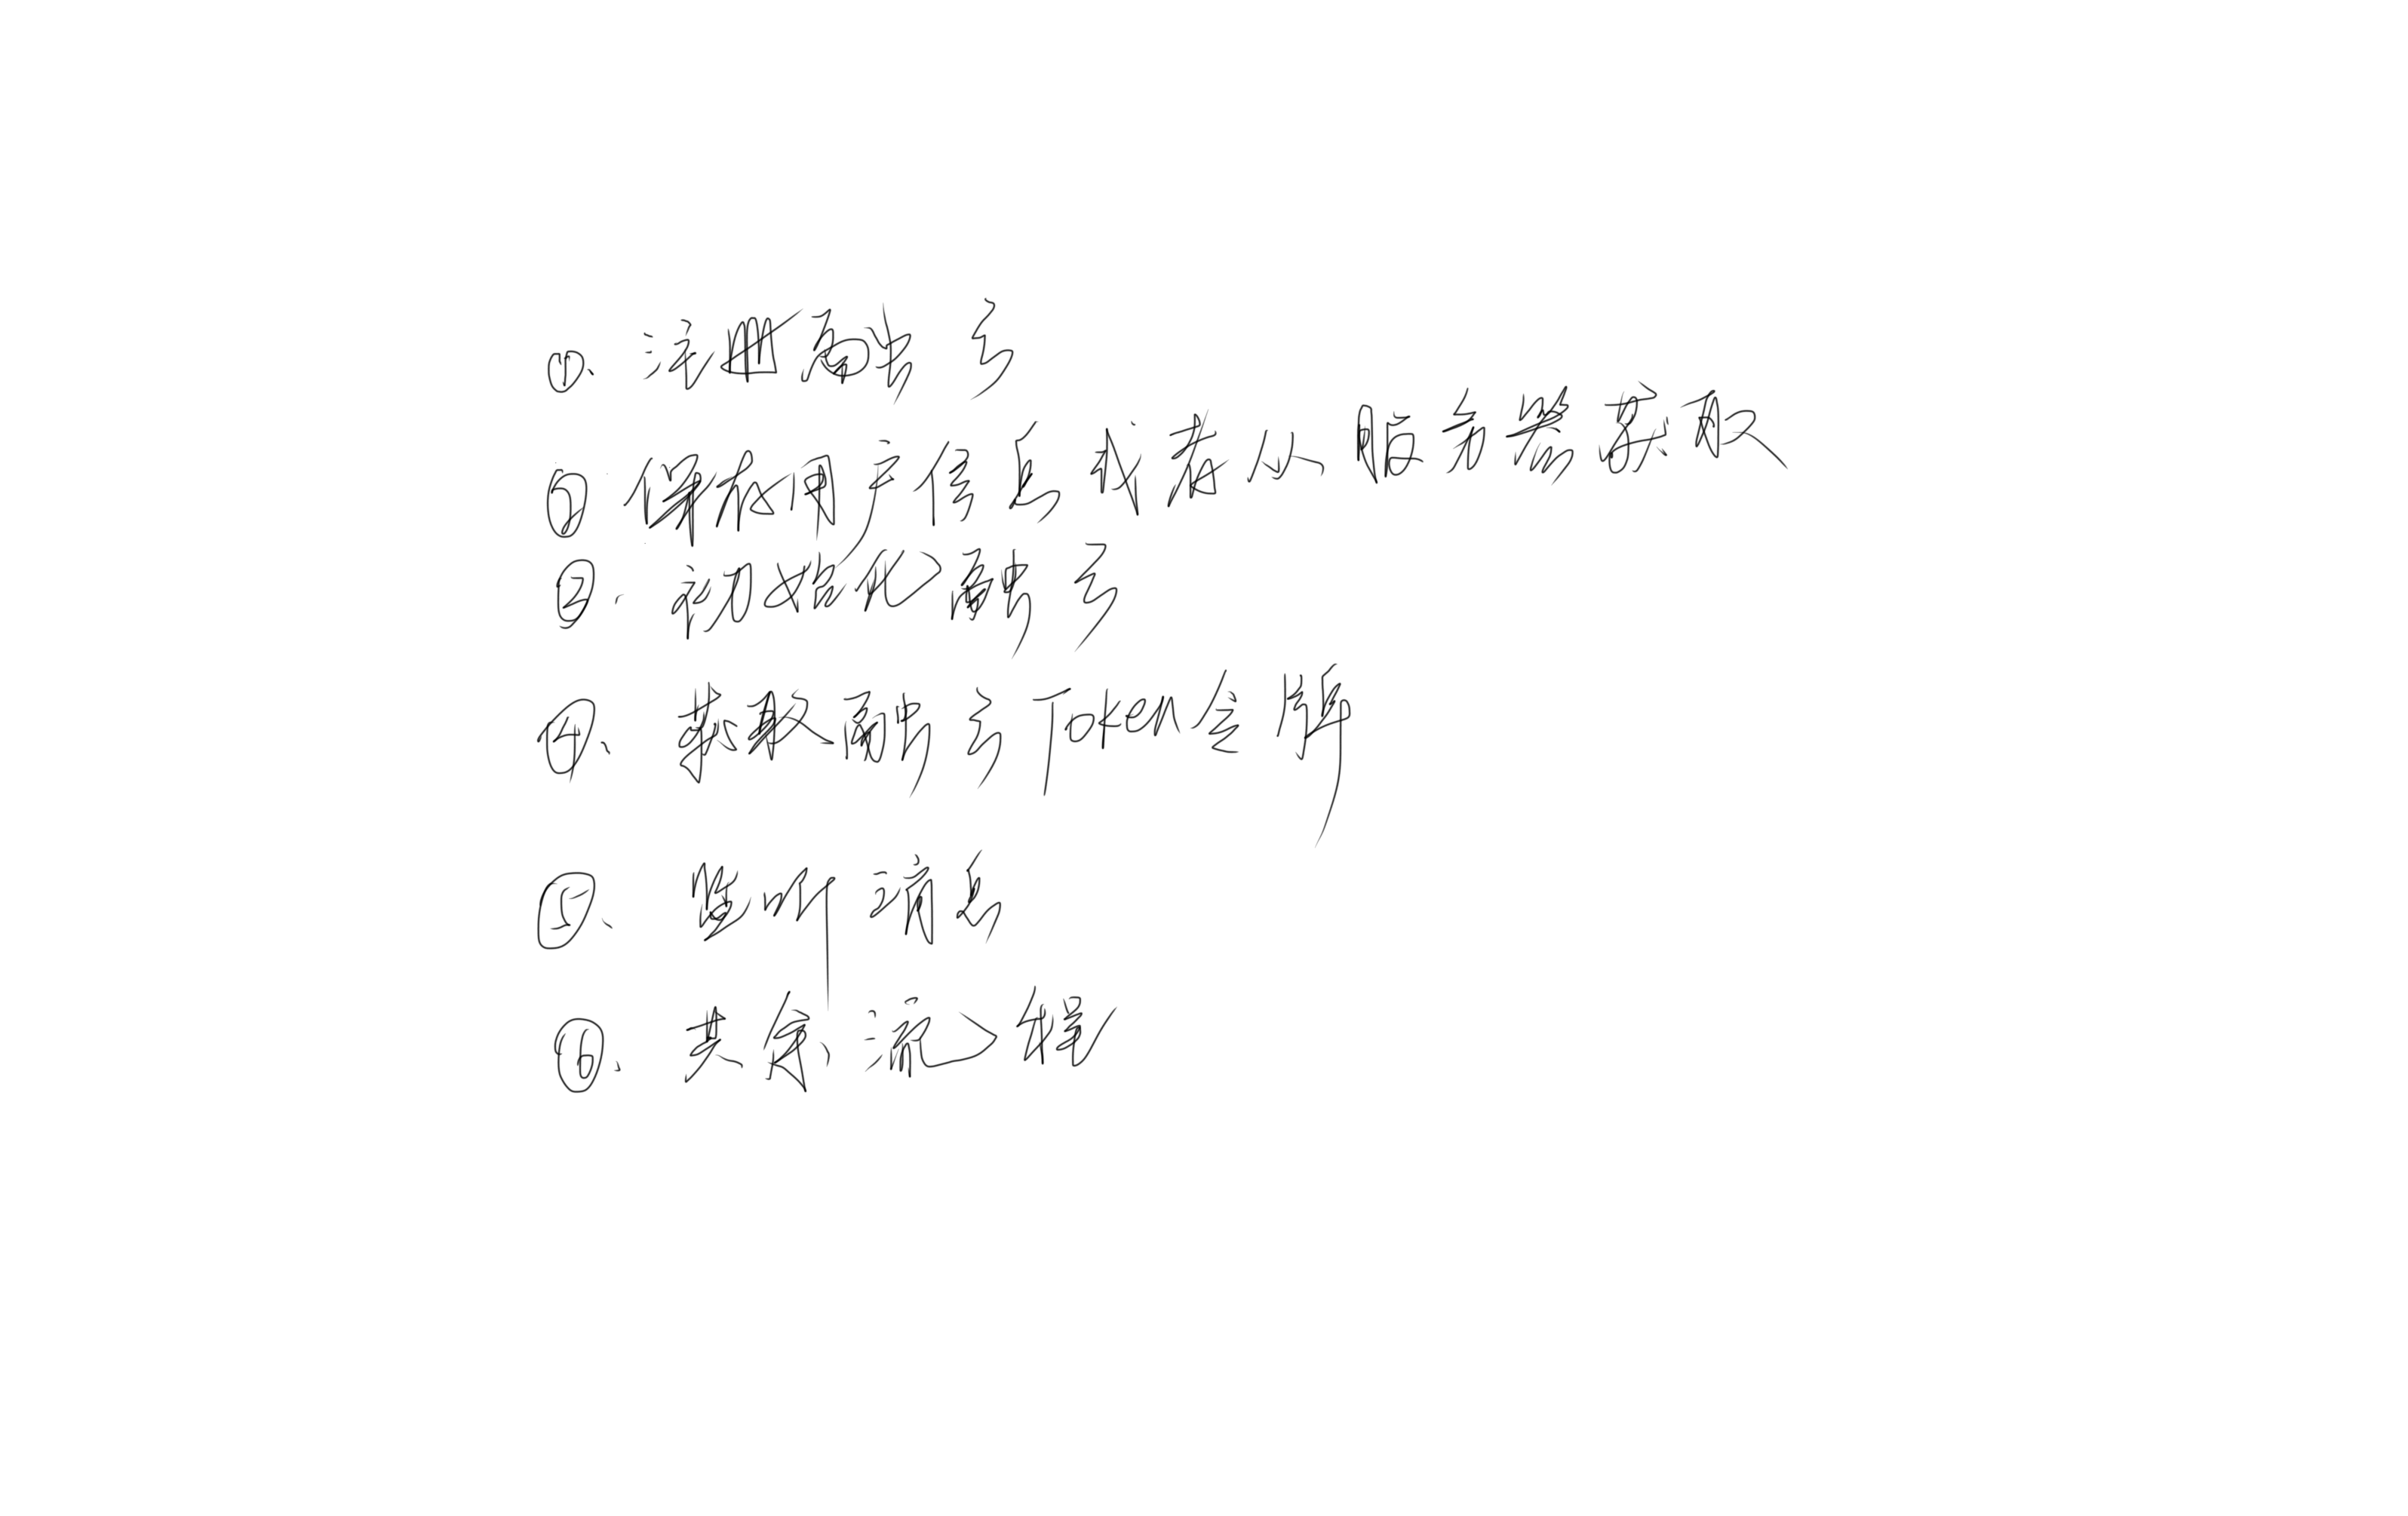 ①、注册融云
②保存用户信息或者从服务器获取
②、初始化融云
④、获取融云Token令牌
⑤、监听消息
⑥、其余流程